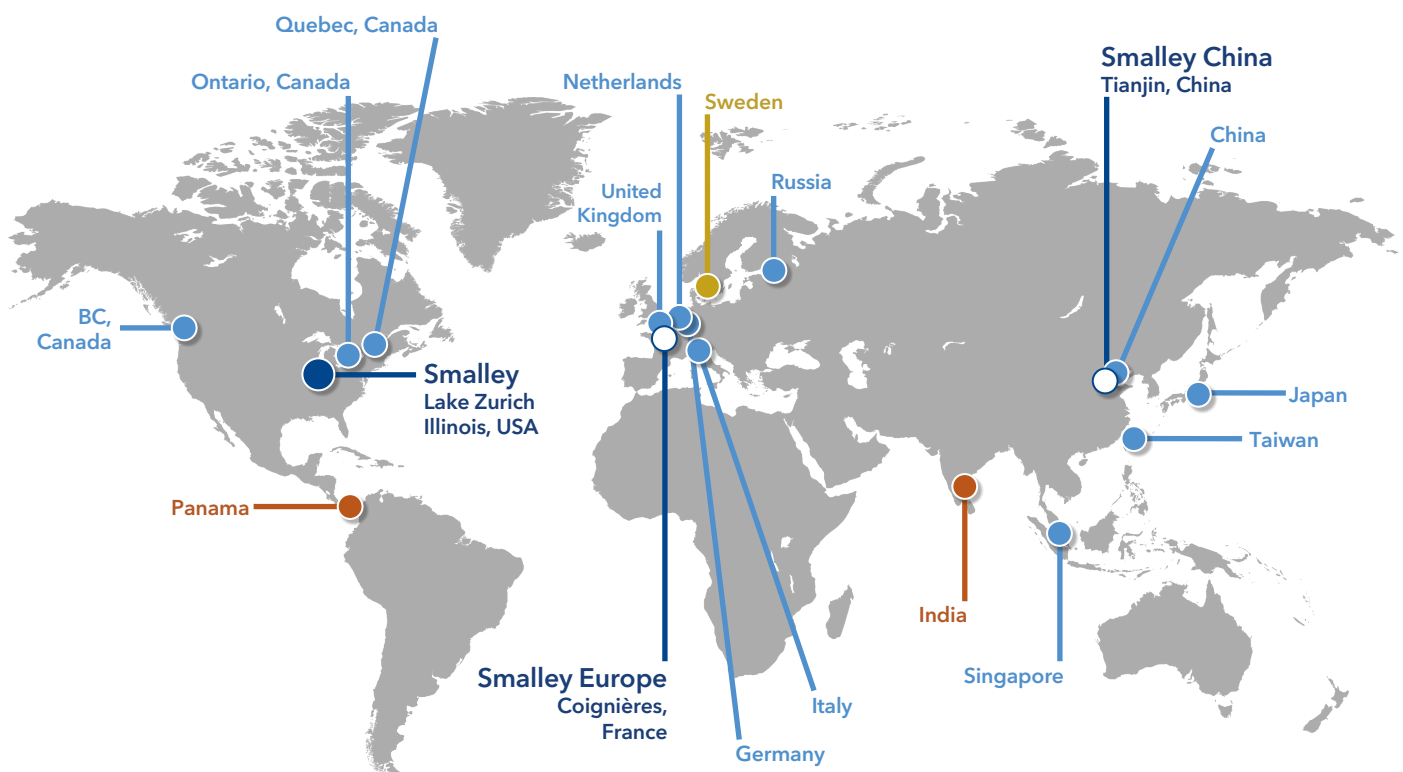 Quebec, Canada
Ontario, Canada
Netherlands
Sweden
Smalley China
Tianjin, China
China
United
Kingdom
Russia
BC,
Canada
Smalley
Lake Zurich
Illinois, USA
Japan
Taiwan
Panama
India
Singapore
Smalley Europe
Coignières,
France
Italy
Germany